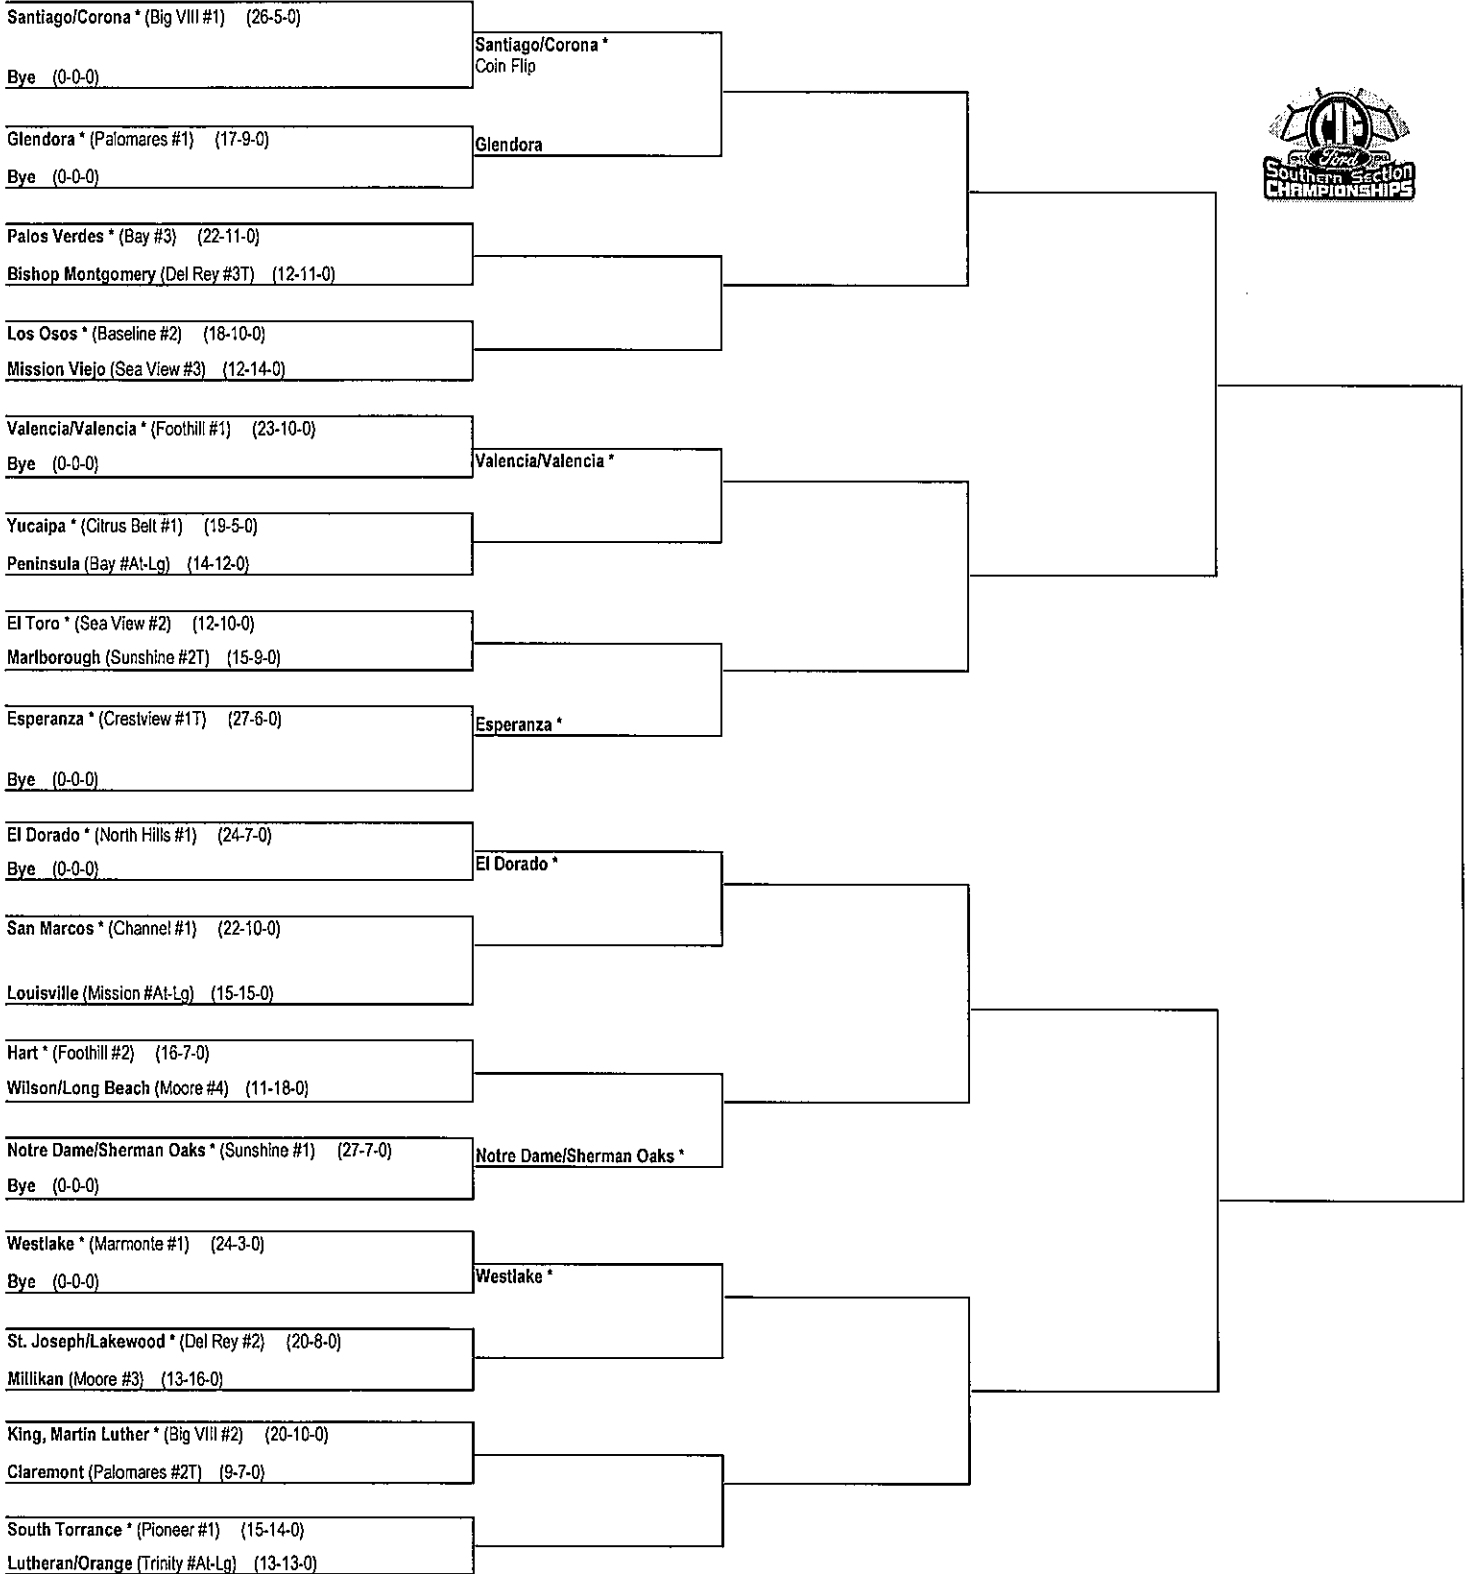 Santiago/Corona * (Big VIII #1) (26-5-0)
Santiago/Corona *
Coin Flip
Bye (0-0-0)
Glendora * (Palomares #1) (17-9-0)
Glendora
Bye (0-0-0)
CIF
Ford
Southern Section
CHAMPIONSHIPS
Palos Verdes * (Bay #3) (22-11-0)
Bishop Montgomery (Del Rey #3T) (12-11-0)
Los Osos * (Baseline #2) (18-10-0)
Mission Viejo (Sea View #3) (12-14-0)
Valencia/Valencia * (Foothill #1) (23-10-0)
Bye (0-0-0)
Valencia/Valencia *
Yucaipa * (Citrus Belt #1) (19-5-0)
Peninsula (Bay #At-Lg) (14-12-0)
El Toro * (Sea View #2) (12-10-0)
Marlborough (Sunshine #2T) (15-9-0)
Esperanza * (Crestview #1T) (27-6-0)
Esperanza *
Bye (0-0-0)
El Dorado * (North Hills #1) (24-7-0)
Bye (0-0-0)
El Dorado *
San Marcos * (Channel #1) (22-10-0)
Louisville (Mission #At-Lg) (15-15-0)
Hart * (Foothill #2) (16-7-0)
Wilson/Long Beach (Moore #4) (11-18-0)
Notre Dame/Sherman Oaks * (Sunshine #1) (27-7-0)
Notre Dame/Sherman Oaks *
Bye (0-0-0)
Westlake * (Marmonte #1) (24-3-0)
Bye (0-0-0)
Westlake *
St. Joseph/Lakewood * (Del Rey #2) (20-8-0)
Millikan (Moore #3) (13-16-0)
King, Martin Luther * (Big VIII #2) (20-10-0)
Claremont (Palomares #2T) (9-7-0)
South Torrance * (Pioneer #1) (15-14-0)
Lutheran/Orange (Trinity #At-Lg) (13-13-0)